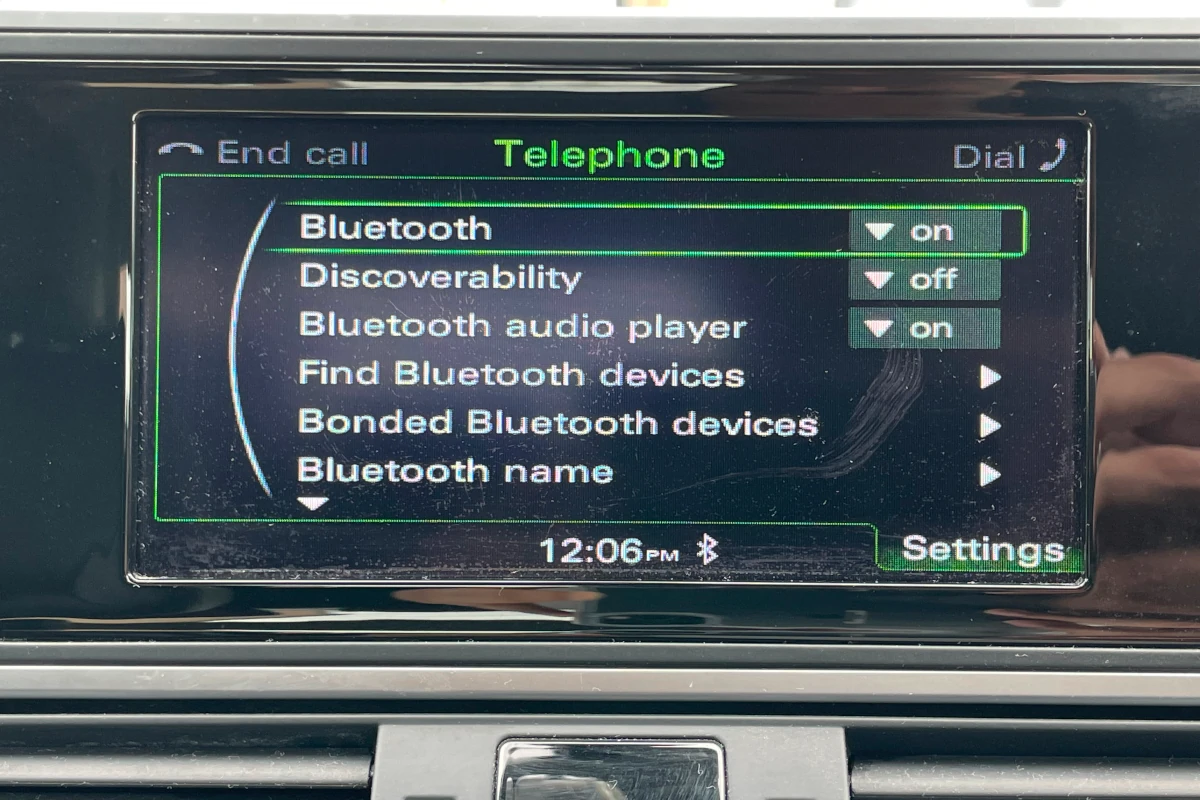 End call Telephone Dial
Bluetooth on
Discoverability off
Bluetooth audio player on
Find Bluetooth devices
Bonded Bluetooth devices
Bluetooth name
12:06PM Settings